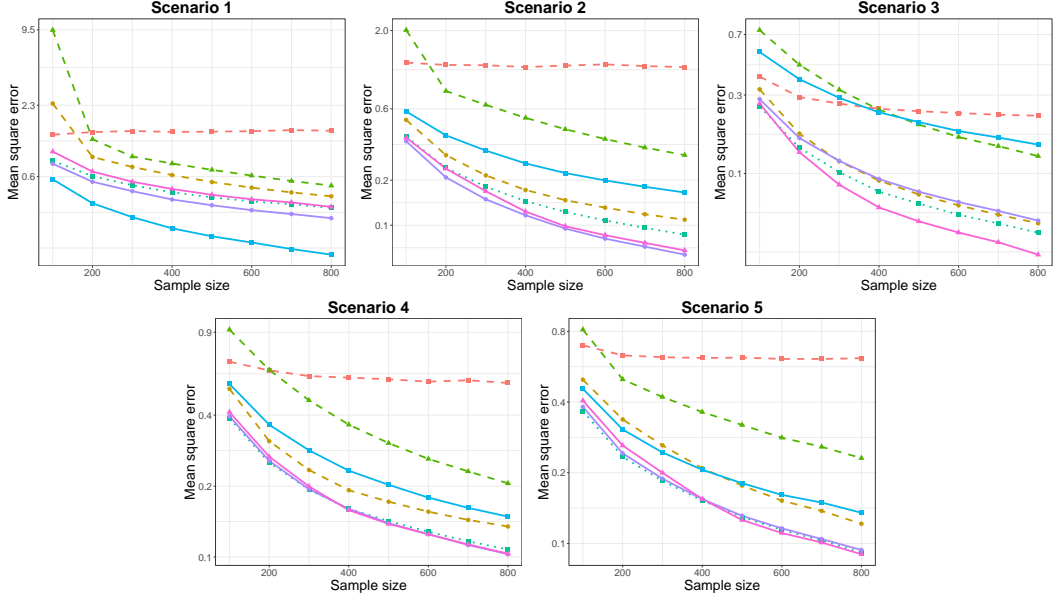 Scenario 1
Mean square error
9.5
2.3
0.6
200
400
600
800
Sample size
Scenario 2
Mean square error
2.0
0.6
0.2
0.1
200
400
600
800
Sample size
Scenario 3
Mean square error
0.7
0.3
0.1
200
400
600
800
Sample size
Scenario 4
Mean square error
0.9
0.4
0.2
0.1
200
400
600
800
Sample size
Scenario 5
Mean square error
0.8
0.4
0.2
0.1
200
400
600
800
Sample size